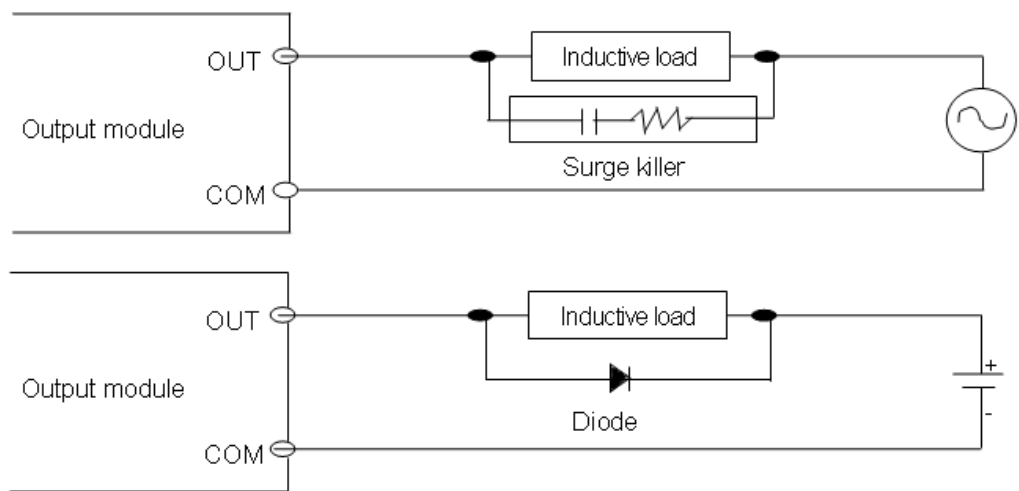 OUT
Inductive load
Output module
Surge killer
COM
OUT
Inductive load
+
Output module
Diode
-
COM